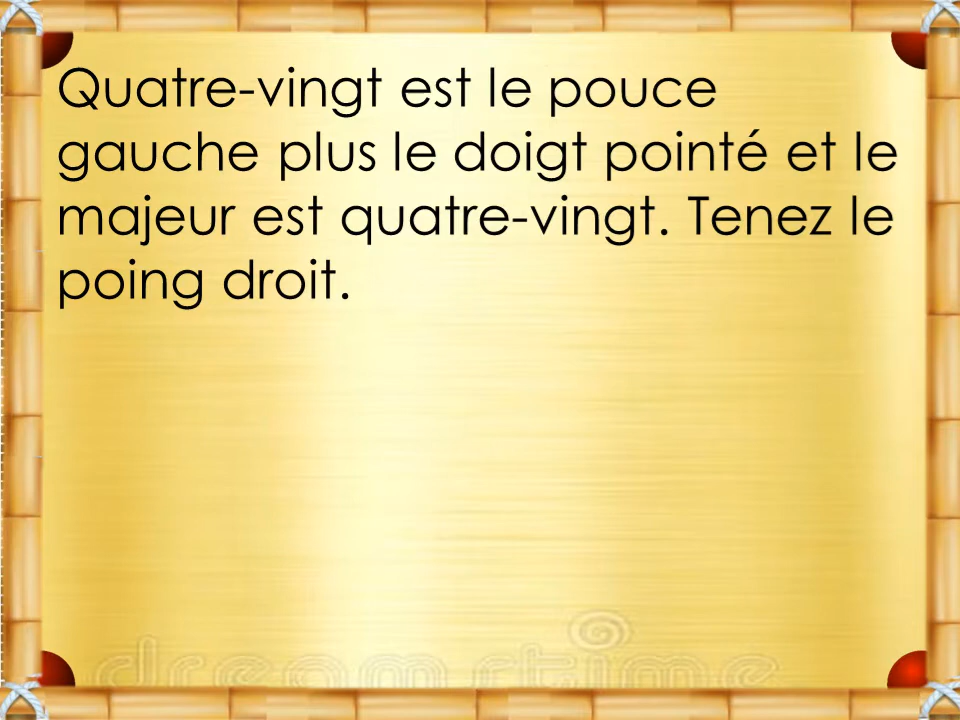 Quatre-vingt est le pouce
gauche plus le doigt pointé et le
majeur est quatre-vingt. Tenez le
poing droit.
dreamstime